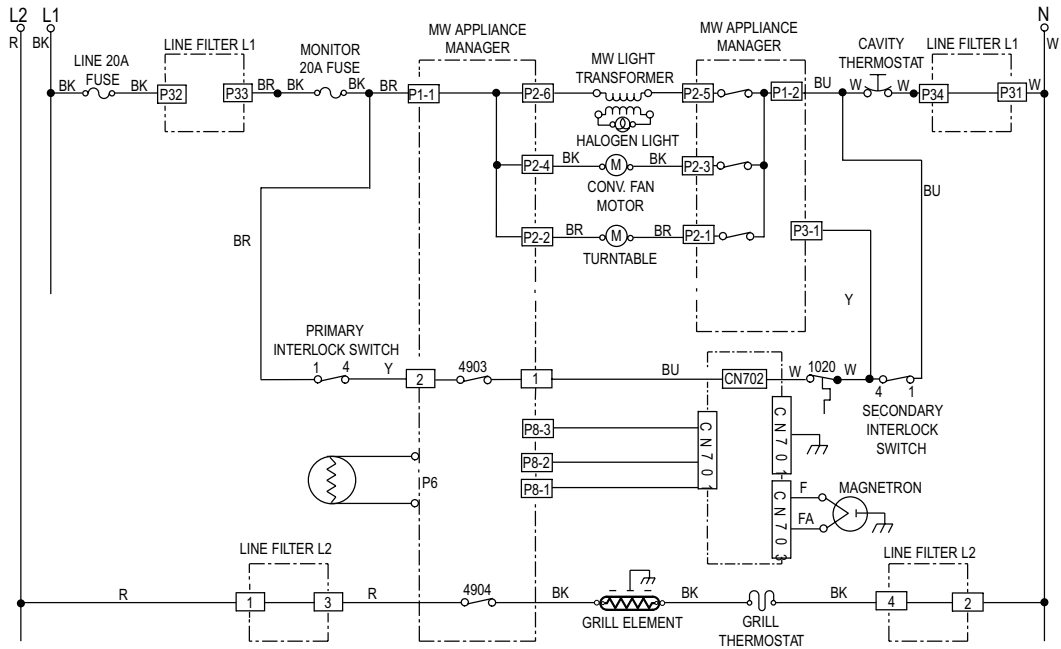 L2 L1 N
R BK W
MW APPLIANCE
MANAGER
MW APPLIANCE
MANAGER
CAVITY
THERMOSTAT
LINE FILTER L1
LINE 20A
FUSE
LINE FILTER L1
MONITOR
20A FUSE
MW LIGHT
TRANSFORMER
BK BK P32 P33 BR BK BK BR P1-1 P2-6 P2-5 P1-2 BU W W P34 P31 W
HALOGEN LIGHT
P2-4 BK M BK P2-3
CONV. FAN
MOTOR
BU
BR
P2-2 BR M BR P2-1 P3-1
TURNTABLE
Y
PRIMARY
INTERLOCK SWITCH
1 4 Y 2 4903 1 BU CN702 W 1020 W 4 1
SECONDARY
INTERLOCK
SWITCH
P8-3
CN701
CN701
P8-2
P6
P8-1
CN703
F
MAGNETRON
FA
LINE FILTER L2
LINE FILTER L2
R 1 3 R 4904 BK BK BK 4 2
GRILL ELEMENT
GRILL
THERMOSTAT